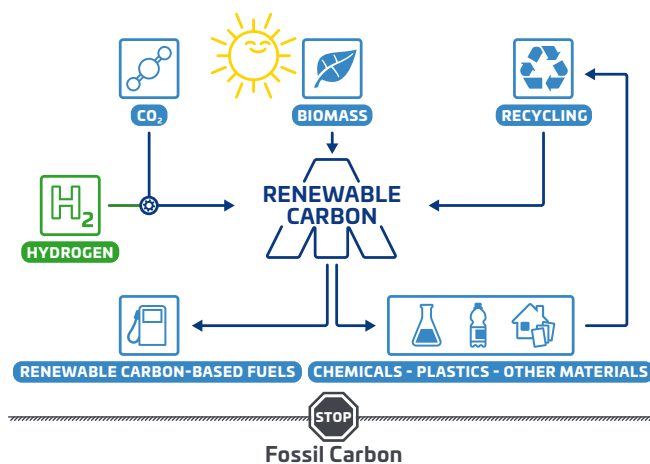 CO₂
BIOMASS
RECYCLING
H₂
HYDROGEN
RENEWABLE
CARBON
RENEWABLE CARBON-BASED FUELS
CHEMICALS - PLASTICS - OTHER MATERIALS
STOP
Fossil Carbon